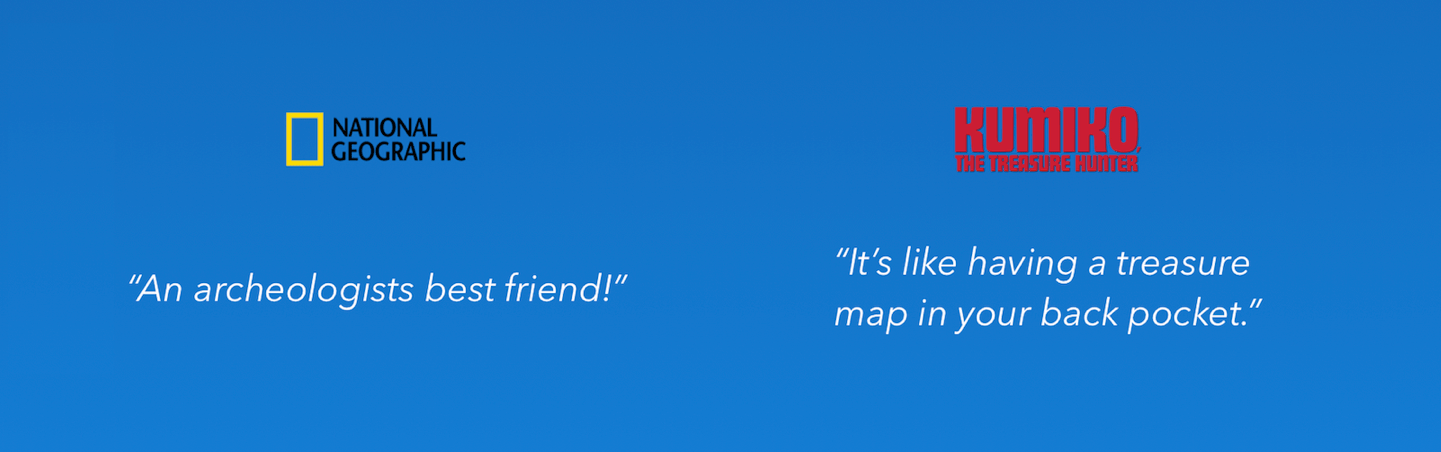 NATIONAL
GEOGRAPHIC
KUMIKO,
THE TREASURE HUNTER
“An archeologists best friend!”
“It’s like having a treasure
map in your back pocket.”